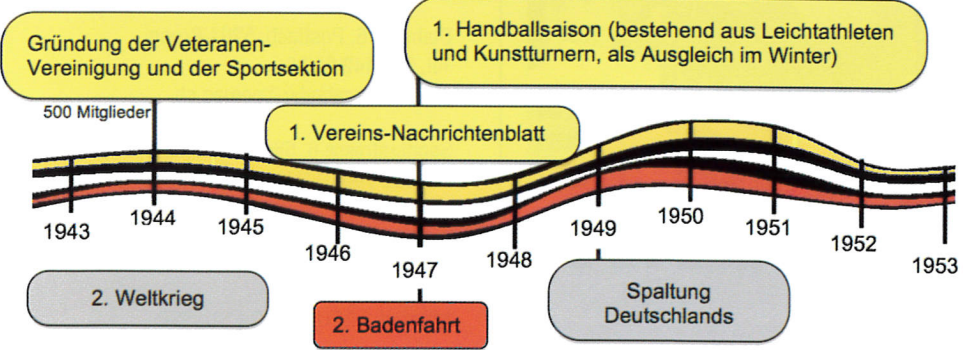 Gründung der Veteranen-
Vereinigung und der Sportsektion
1. Handballsaison (bestehend aus Leichtathleten
und Kunstturnern, als Ausgleich im Winter)
500 Mitglieder
1. Vereins-Nachrichtenblatt
1943
1944
1945
1946
1947
1948
1949
1950
1951
1952
1953
2. Weltkrieg
2. Badenfahrt
Spaltung
Deutschlands